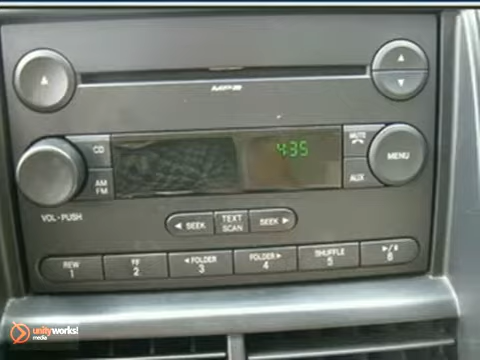 MP3
4:35
CD
MUTE
MENU
AM
FM
AUX
VOL-PUSH
◄ SEEK
TEXT
SCAN
SEEK ►
REW
1
FF
2
◄ FOLDER
3
FOLDER ►
4
SHUFFLE
5
►/⏸
6
unityworks!
media